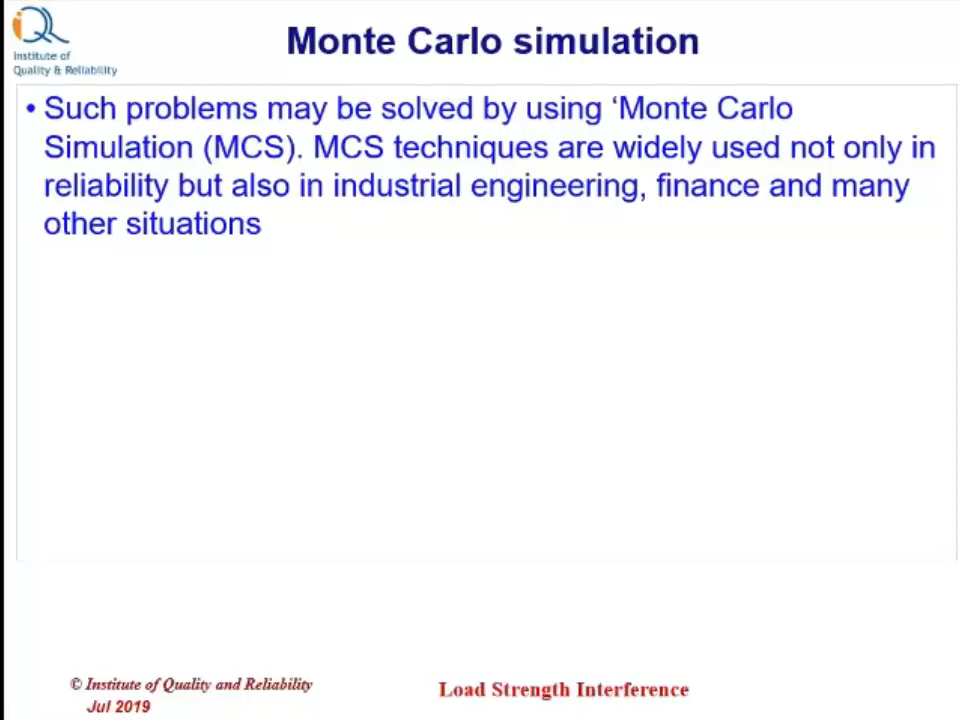 Institute of
Quality & Reliability
Monte Carlo simulation
• Such problems may be solved by using ‘Monte Carlo
Simulation (MCS). MCS techniques are widely used not only in
reliability but also in industrial engineering, finance and many
other situations
© Institute of Quality and Reliability
Jul 2019
Load Strength Interference